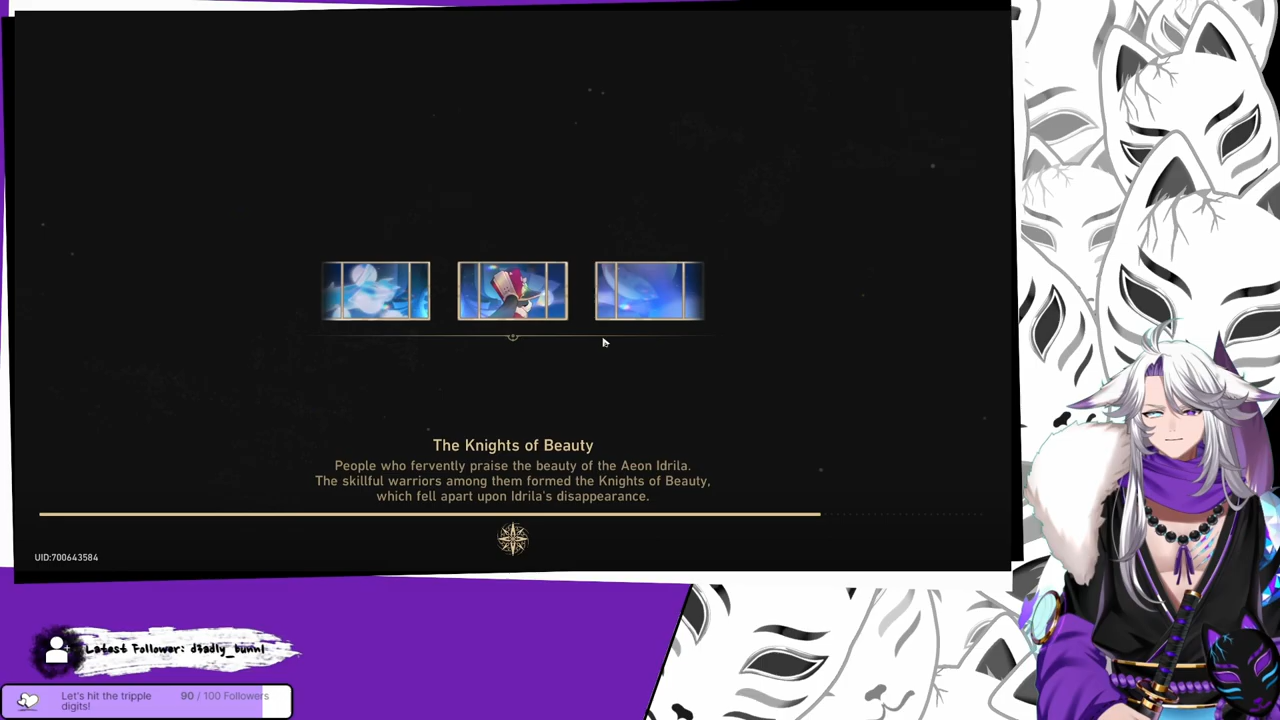 The Knights of Beauty
People who fervently praise the beauty of the Aeon Idrila.
The skillful warriors among them formed the Knights of Beauty,
which fell apart upon Idrila's disappearance.
UID:700643584
Latest Follower: d3adly_bunn1
Let's hit the tripple
digits!
90 / 100 Followers